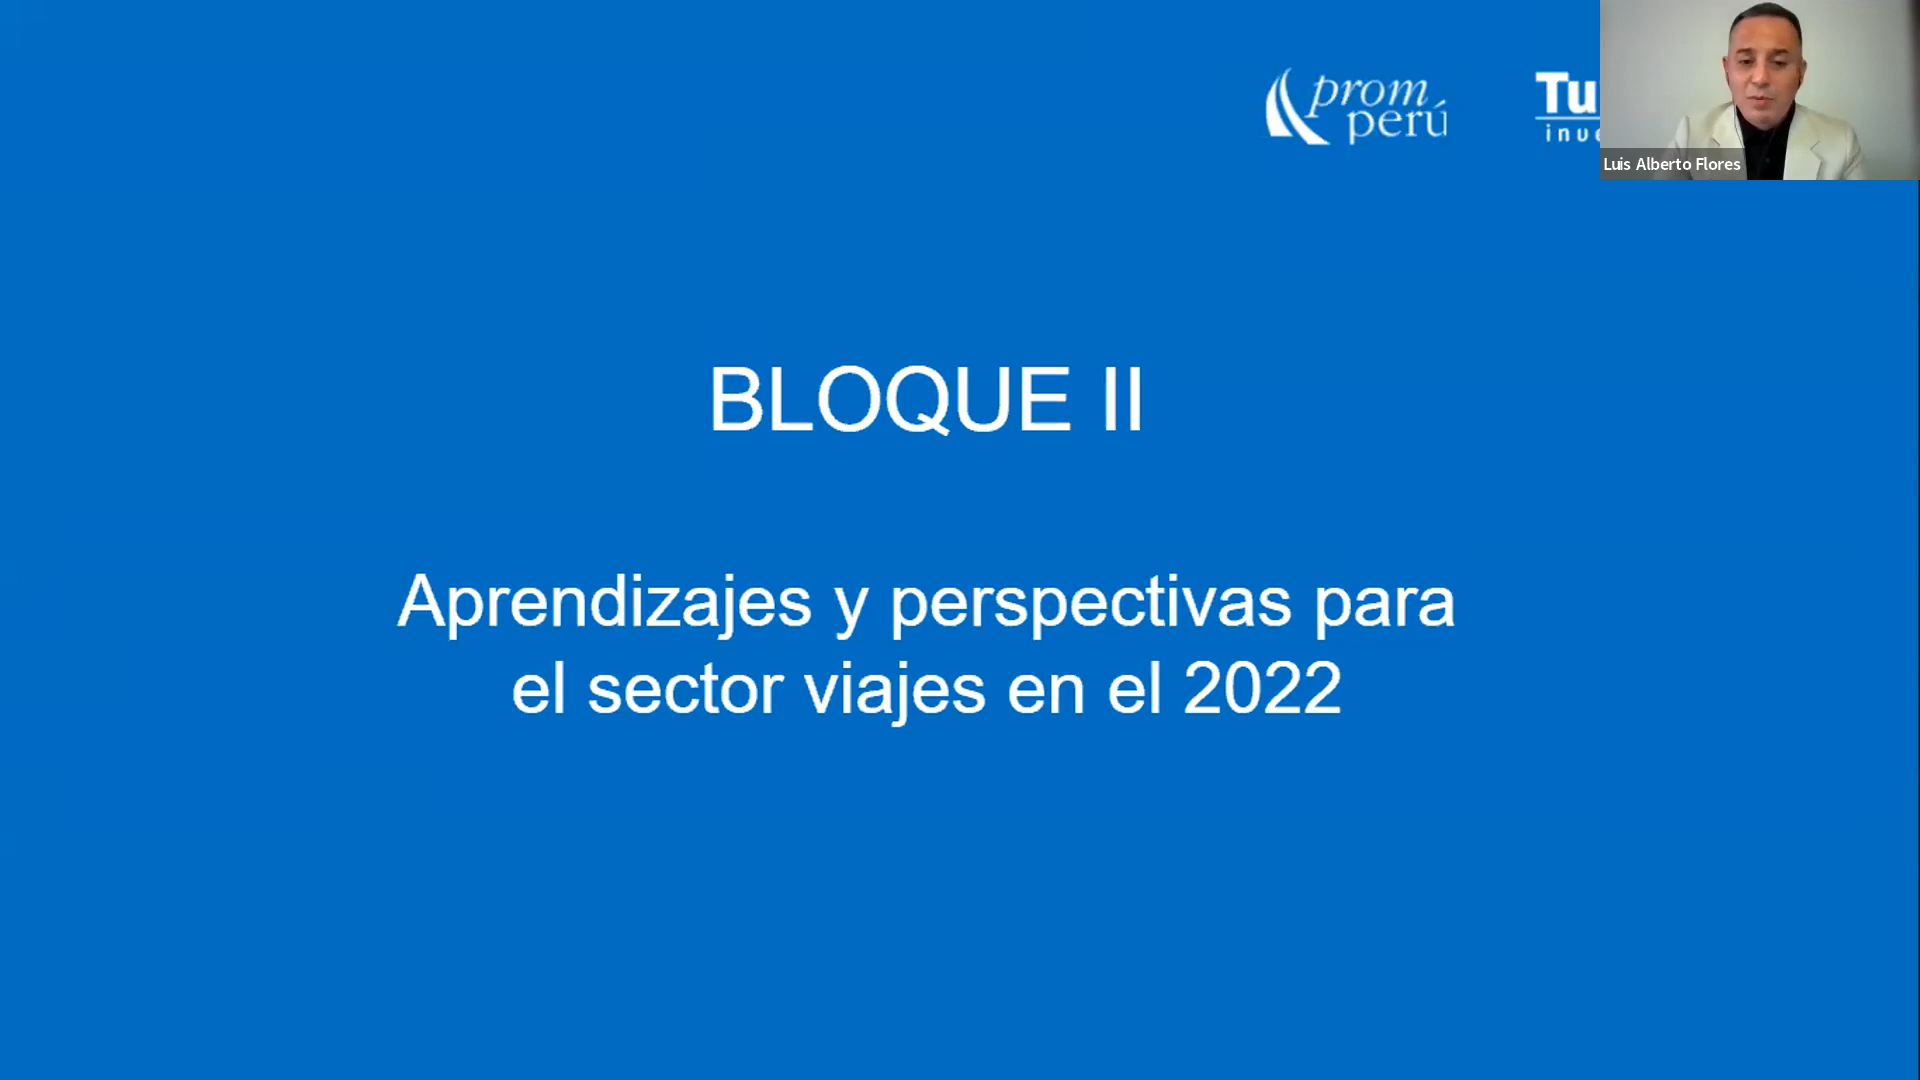 prom
perú
Luis Alberto Flores
BLOQUE II
Aprendizajes y perspectivas para
el sector viajes en el 2022